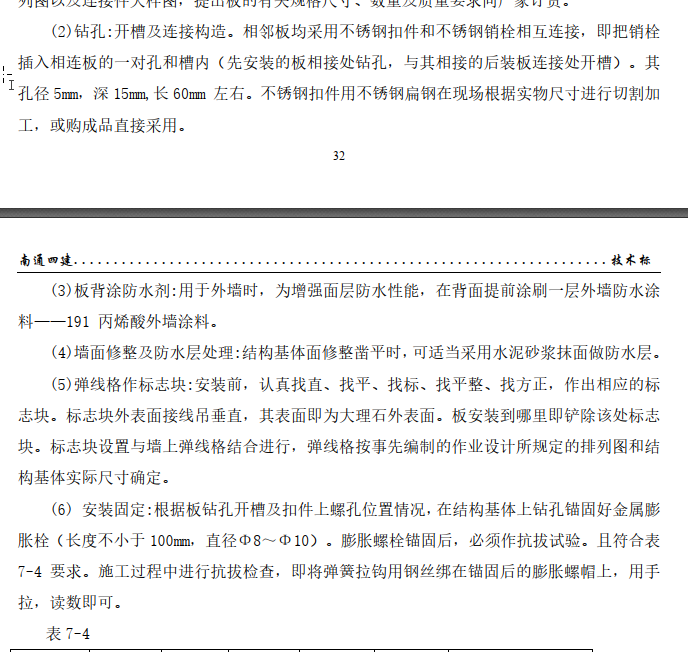 列图以及连接件大样图，提出板的有关规格尺寸、数量及质量要求向厂家订货。
(2)钻孔:开槽及连接构造。相邻板均采用不锈钢扣件和不锈钢销栓相互连接，即把销栓
插入相连板的一对孔和槽内（先安装的板相接处钻孔，与其相接的后装板连接处开槽）。其
孔径5mm，深15mm,长60mm 左右。不锈钢扣件用不锈钢扁钢在现场根据实物尺寸进行切割加
工，或购成品直接采用。
32
南通四建................................................................技术标
(3)板背涂防水剂:用于外墙时，为增强面层防水性能，在背面提前涂刷一层外墙防水涂
料——191 丙烯酸外墙涂料。
(4)墙面修整及防水层处理:结构基体面修整凿平时,可适当采用水泥砂浆抹面做防水层。
(5)弹线格作标志块:安装前，认真找直、找平、找标、找平整、找方正，作出相应的标
志块。标志块外表面接线吊垂直，其表面即为大理石外表面。板安装到哪里即铲除该处标志
块。标志块设置与墙上弹线格结合进行，弹线格按事先编制的作业设计所规定的排列图和结
构基体实际尺寸确定。
(6) 安装固定:根据板钻孔开槽及扣件上螺孔位置情况,在结构基体上钻孔锚固好金属膨
胀栓（长度不小于100mm，直径Φ8～Φ10）。膨胀螺栓锚固后，必须作抗拔试验。且符合表
7-4 要求。施工过程中进行抗拔检查，即将弹簧拉钩用钢丝绑在锚固后的膨胀螺帽上，用手
拉，读数即可。
表7-4